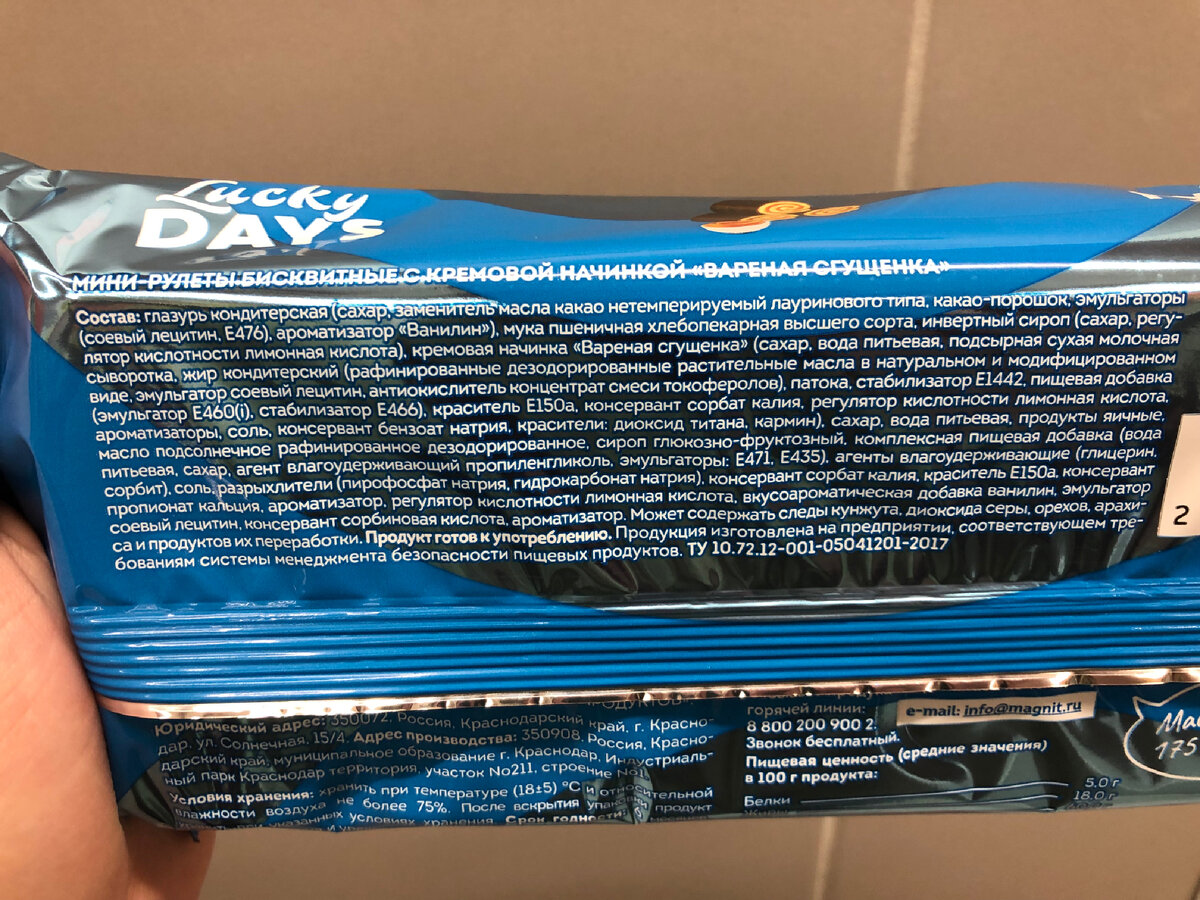 Lucky
DAYS
МИНИ-РУЛЕТЫ БИСКВИТНЫЕ С КРЕМОВОЙ НАЧИНКОЙ «ВАРЕНАЯ СГУЩЕНКА»
Состав: глазурь кондитерская (сахар, заменитель масла какао нетемперируемый лауринового типа, какао-порошок, эмульгаторы
(соевый лецитин, Е476), ароматизатор «Ванилин»), мука пшеничная хлебопекарная высшего сорта, инвертный сироп (сахар, регу-
лятор кислотности лимонная кислота), кремовая начинка «Вареная сгущенка» (сахар, вода питьевая, подсырная сухая молочная
сыворотка, жир кондитерский (рафинированные дезодорированные растительные масла в натуральном и модифицированном
виде, эмульгатор соевый лецитин, антиокислитель концентрат смеси токоферолов), патока, стабилизатор Е1442, пищевая добавка
(эмульгатор Е460(i), стабилизатор Е466), краситель Е150а, консервант сорбат калия, регулятор кислотности лимонная кислота,
ароматизаторы, соль, консервант бензоат натрия, красители: диоксид титана, кармин), сахар, вода питьевая, продукты яичные,
масло подсолнечное рафинированное дезодорированное, сироп глюкозно-фруктозный, комплексная пищевая добавка (вода
питьевая, сахар, агент влагоудерживающий пропиленгликоль, эмульгаторы: Е471, Е435), агенты влагоудерживающие (глицерин,
сорбит), соль, разрыхлители (пирофосфат натрия, гидрокарбонат натрия), консервант сорбат калия, краситель Е150а, консервант
пропионат кальция, ароматизатор, регулятор кислотности лимонная кислота, вкусоароматическая добавка ванилин, эмульгатор
соевый лецитин, консервант сорбиновая кислота, ароматизатор. Может содержать следы кунжута, диоксида серы, орехов, арахи-
са и продуктов их переработки. Продукт готов к употреблению. Продукция изготовлена на предприятии, соответствующем тре-
бованиям системы менеджмента безопасности пищевых продуктов. ТУ 10.72.12-001-05041201-2017
2
Юридический адрес: 350072, Россия, Краснодарский край, г. Красно-
дар, ул. Солнечная, 15/4. Адрес производства: 350908, Россия, Красно-
дарский край, муниципальное образование г. Краснодар, Индустриаль-
ный парк Краснодар территория, участок №211, строение №1
Условия хранения: хранить при температуре (18±5) °С и относительной
влажности воздуха не более 75%. После вскрытия упаковки продукт
указанных условиях хранения. Срок годности:
горячей линии:
8 800 200 900 2.
Звонок бесплатный.
e-mail: info@magnit.ru
Пищевая ценность (средние значения)
в 100 г продукта:
Белки 5.0 г
Жиры 18.0 г
175